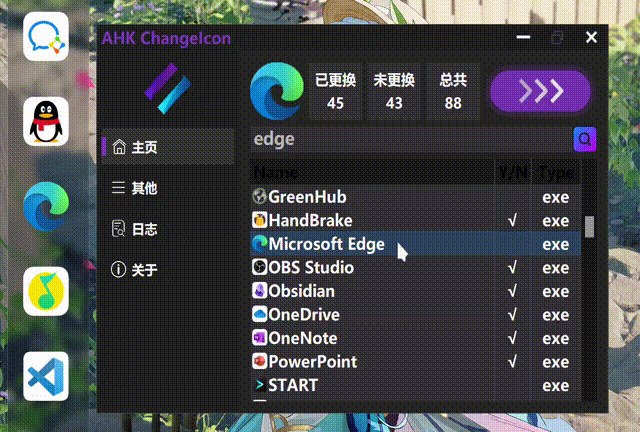 AHK ChangeIcon
已更换 未更换 总共
45 43 88
edge
主页
其他
日志
关于
Name Y/N Type
GreenHub exe
HandBrake √ exe
Microsoft Edge exe
OBS Studio √ exe
Obsidian √ exe
OneDrive √ exe
OneNote √ exe
PowerPoint √ exe
START exe